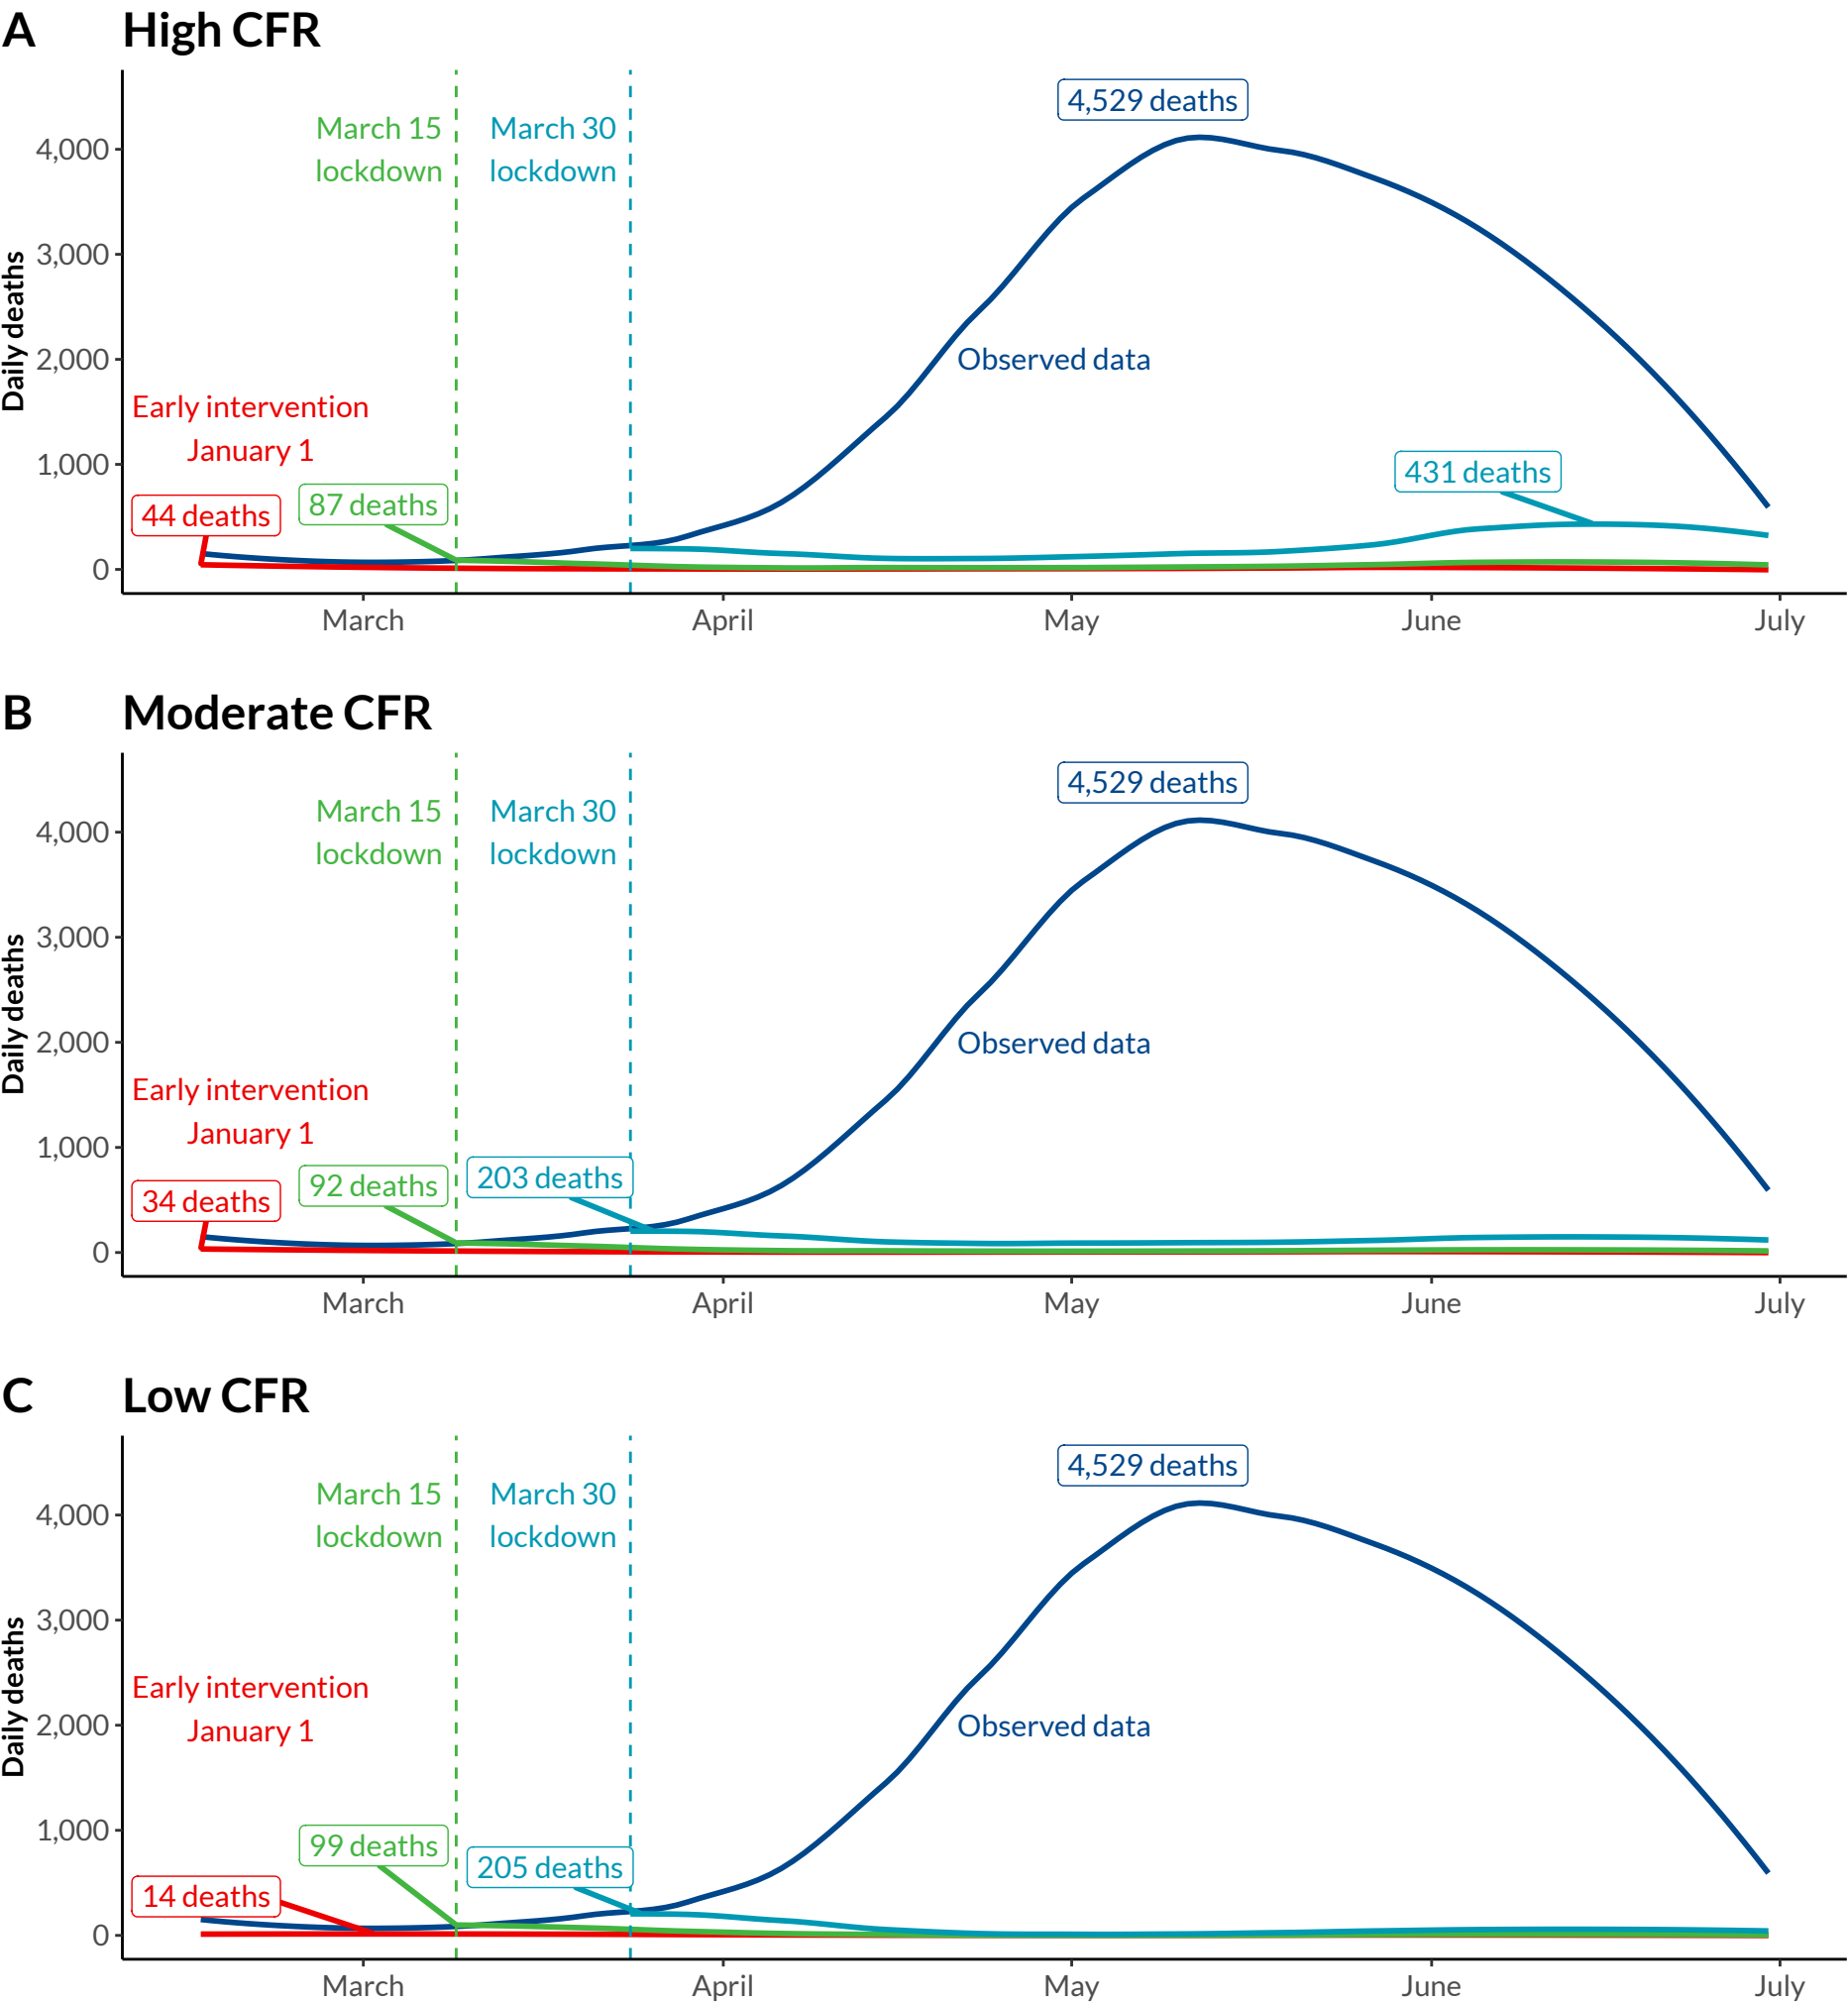 A High CFR
Daily deaths
4,000
3,000
2,000
1,000
0
March 15
lockdown
March 30
lockdown
4,529 deaths
Observed data
Early intervention
January 1
44 deaths
87 deaths
431 deaths
March April May June July
B Moderate CFR
Daily deaths
4,000
3,000
2,000
1,000
0
March 15
lockdown
March 30
lockdown
4,529 deaths
Observed data
Early intervention
January 1
34 deaths
92 deaths
203 deaths
March April May June July
C Low CFR
Daily deaths
4,000
3,000
2,000
1,000
0
March 15
lockdown
March 30
lockdown
4,529 deaths
Early intervention
January 1
Observed data
99 deaths
205 deaths
14 deaths
March April May June July